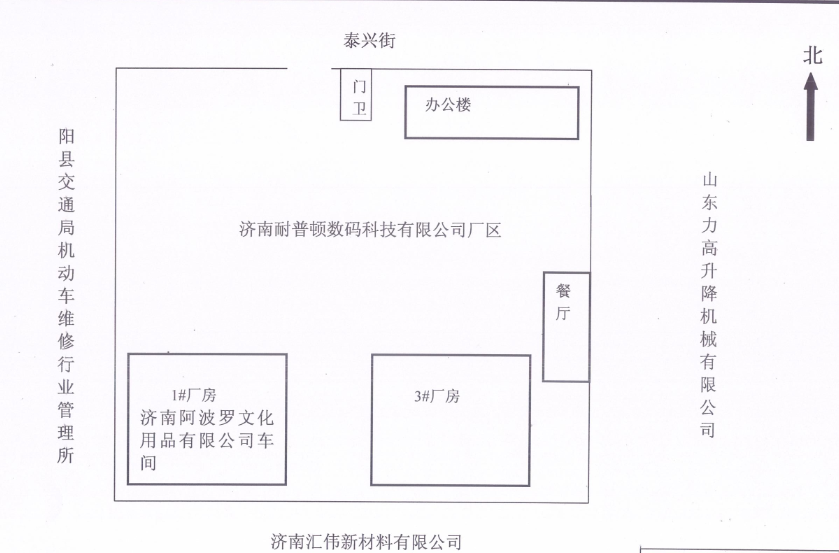 泰兴街
北
门卫
办公楼
阳县交通局机动车维修行业管理所
山东力高升降机械有限公司
济南耐普顿数码科技有限公司厂区
餐厅
1#厂房
济南阿波罗文化
用品有限公司车
间
3#厂房
济南汇伟新材料有限公司